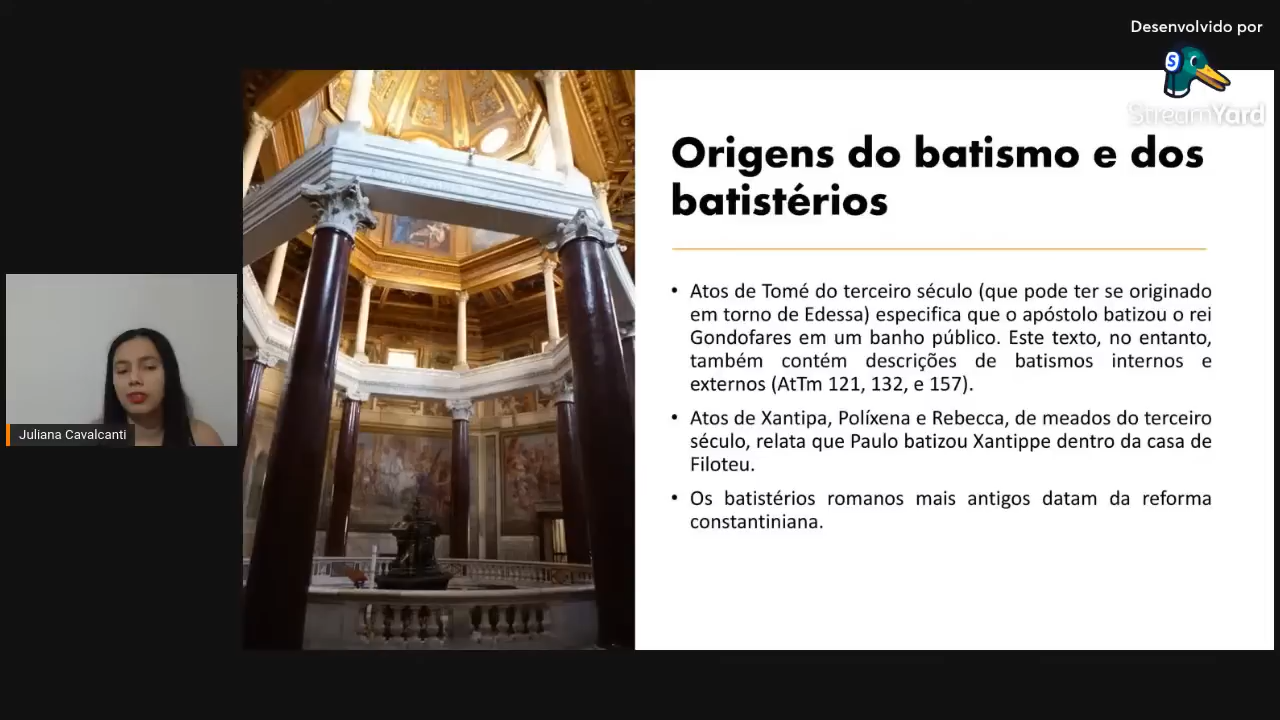 Desenvolvido por
S
StreamYard
Origens do batismo e dos
batistérios
• Atos de Tomé do terceiro século (que pode ter se originado
em torno de Edessa) especifica que o apóstolo batizou o rei
Gondofares em um banho público. Este texto, no entanto,
também contém descrições de batismos internos e
externos (AtTm 121, 132, e 157).
• Atos de Xantipa, Políxena e Rebecca, de meados do terceiro
século, relata que Paulo batizou Xantippe dentro da casa de
Filoteu.
• Os batistérios romanos mais antigos datam da reforma
constantiniana.
Juliana Cavalcanti